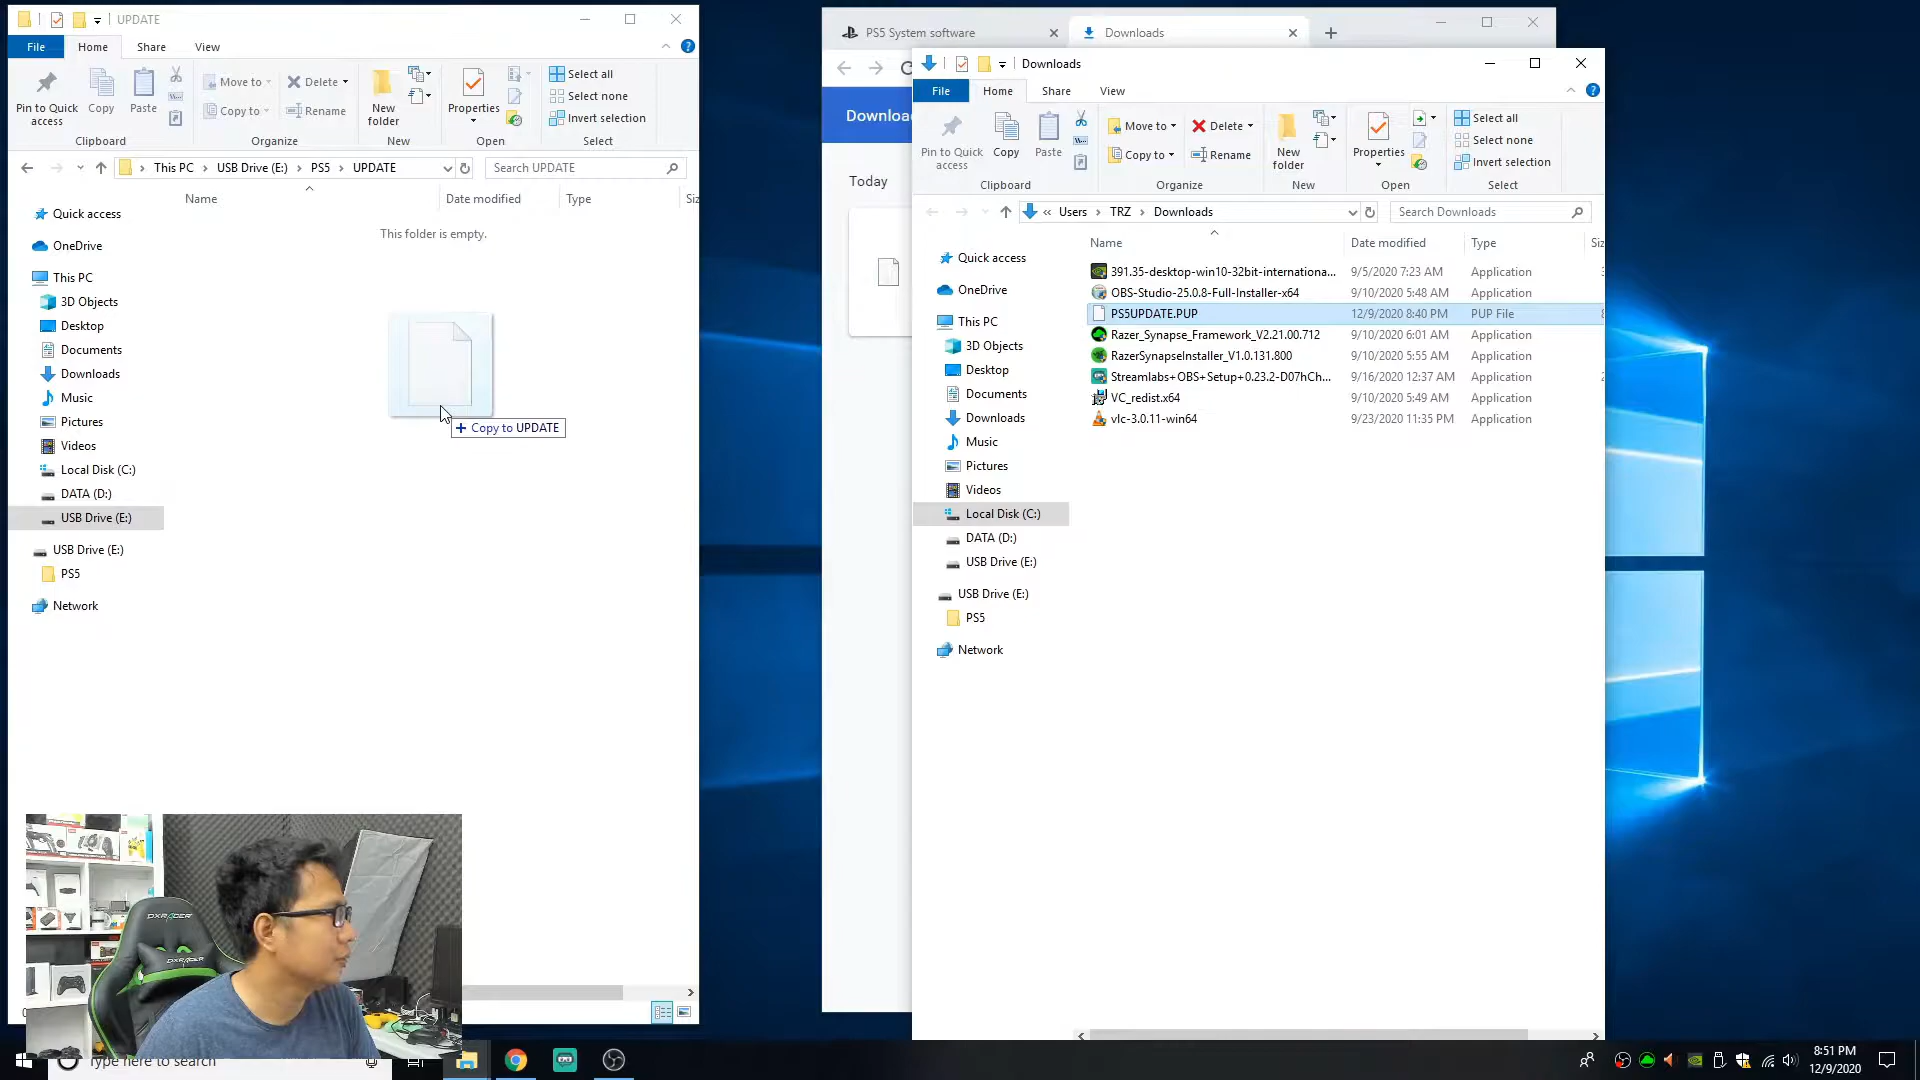 UPDATE
File Home Share View
Pin to Quick access
Copy
Paste
Move to
Copy to
Delete
Rename
New folder
Properties
Select all
Select none
Invert selection
Clipboard Organize New Open Select
This PC > USB Drive (E:) > PS5 > UPDATE
Search UPDATE
Name Date modified Type Siz
This folder is empty.
Quick access
OneDrive
This PC
3D Objects
Desktop
Documents
Downloads
Music
Pictures
Videos
Local Disk (C:)
DATA (D:)
USB Drive (E:)
USB Drive (E:)
PS5
Network
+ Copy to UPDATE
PS5 System software
Downloads
Downloa
Today
Downloads
File Home Share View
Pin to Quick access
Copy
Paste
Move to
Copy to
Delete
Rename
New folder
Properties
Select all
Select none
Invert selection
Clipboard Organize New Open Select
« Users > TRZ > Downloads
Search Downloads
Name Date modified Type Siz
391.35-desktop-win10-32bit-internationa... 9/5/2020 7:23 AM Application
OBS-Studio-25.0.8-Full-Installer-x64 9/10/2020 5:48 AM Application
PS5UPDATE.PUP 12/9/2020 8:40 PM PUP File
Razer_Synapse_Framework_V2.21.00.712 9/10/2020 6:01 AM Application
RazerSynapseInstaller_V1.0.131.800 9/10/2020 5:55 AM Application
Streamlabs+OBS+Setup+0.23.2-D07hCh... 9/16/2020 12:37 AM Application
VC_redist.x64 9/10/2020 5:49 AM Application
vlc-3.0.11-win64 9/23/2020 11:35 PM Application
Quick access
OneDrive
This PC
3D Objects
Desktop
Documents
Downloads
Music
Pictures
Videos
Local Disk (C:)
DATA (D:)
USB Drive (E:)
USB Drive (E:)
PS5
Network
DXRACER
DXRACER
Type here to search
8:51 PM
12/9/2020